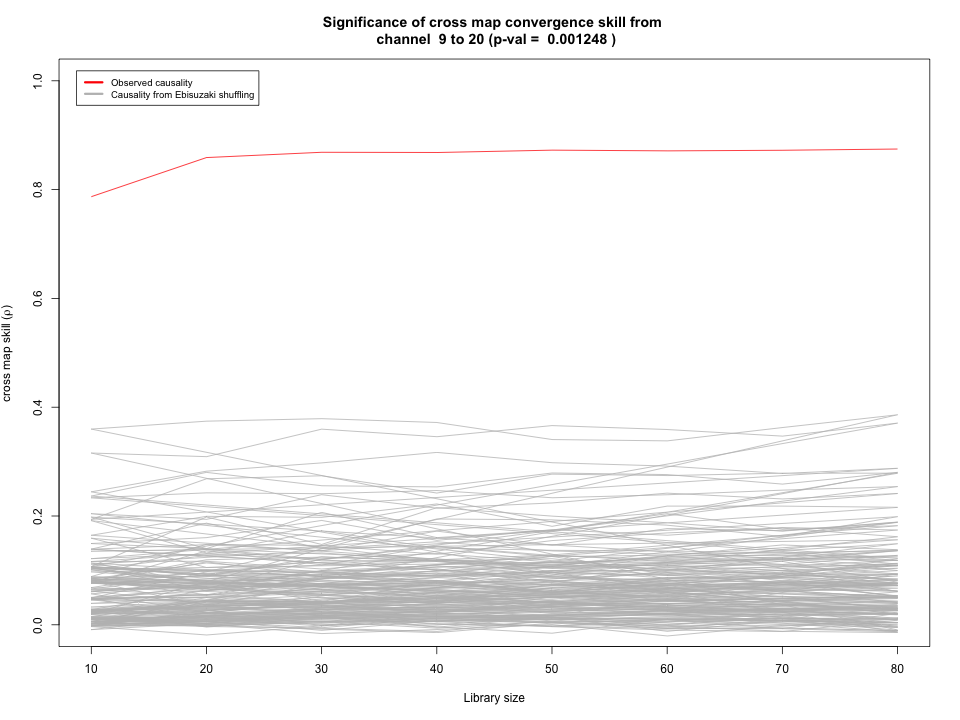 Significance of cross map convergence skill from
channel  9 to 20 (p-val =  0.001248 )
Observed causality
Causality from Ebisuzaki shuffling
1.0
0.8
0.6
0.4
0.2
0.0
cross map skill (ρ)
10 20 30 40 50 60 70 80
Library size